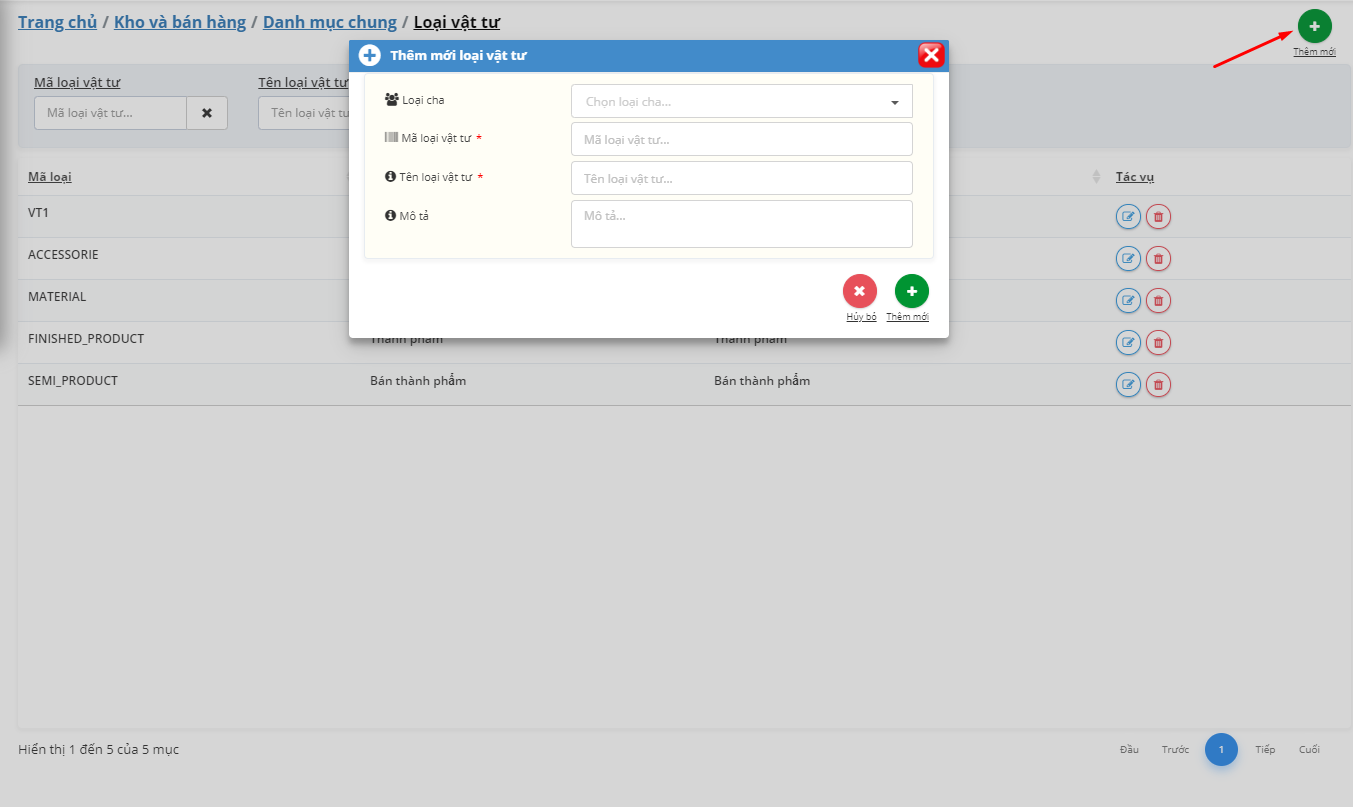 Trang chủ / Kho và bán hàng / Danh mục chung / Loại vật tư
Thêm mới
Thêm mới loại vật tư
Mã loại vật tư
Tên loại vật tư
Mã loại vật tư...
Tên loại vật tư
Loại cha
Chọn loại cha...
Mã loại vật tư *
Mã loại vật tư...
Tên loại vật tư *
Tên loại vật tư...
Mô tả
Mô tả...
Hủy bỏ
Thêm mới
Mã loại
Tác vụ
VT1
ACCESSORIE
MATERIAL
FINISHED_PRODUCT
Thành phẩm
Thành phẩm
SEMI_PRODUCT
Bán thành phẩm
Bán thành phẩm
Hiển thị 1 đến 5 của 5 mục
Đầu
Trước
1
Tiếp
Cuối